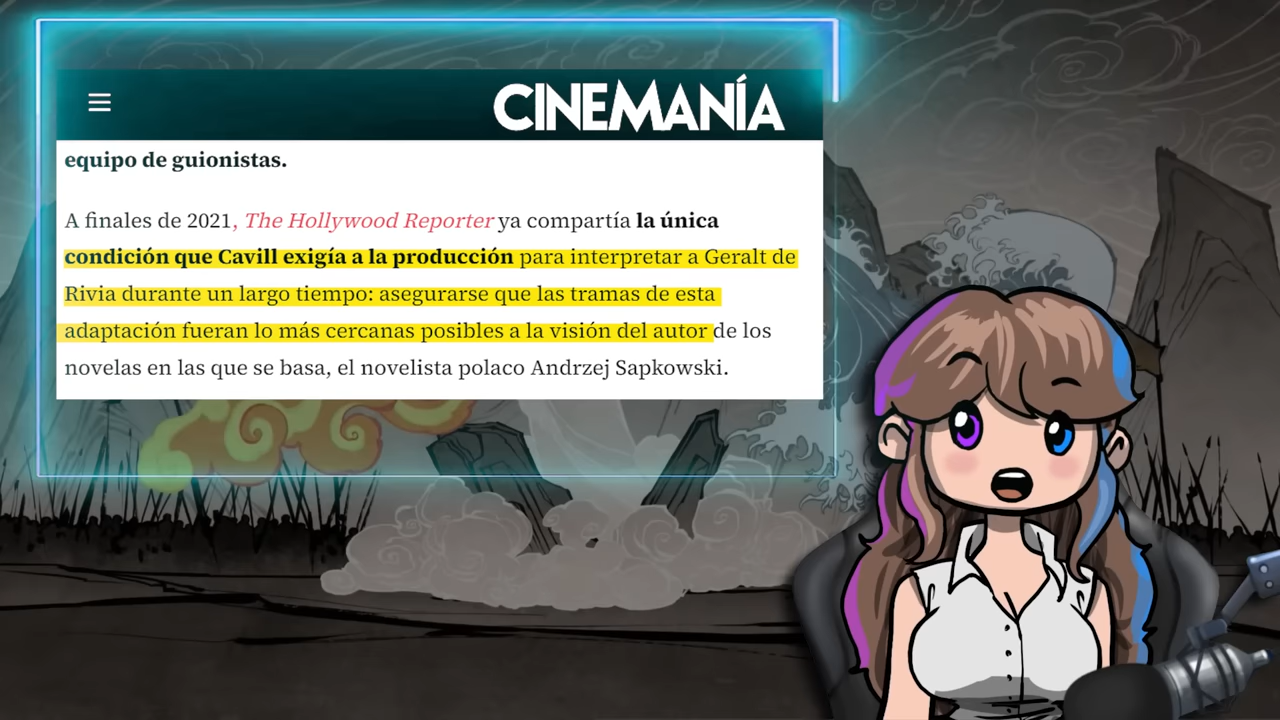 CINEMANÍA
equipo de guionistas.
A finales de 2021, The Hollywood Reporter ya compartía la única
condición que Cavill exigía a la producción para interpretar a Geralt de
Rivia durante un largo tiempo: asegurarse que las tramas de esta
adaptación fueran lo más cercanas posibles a la visión del autor de los
novelas en las que se basa, el novelista polaco Andrzej Sapkowski.